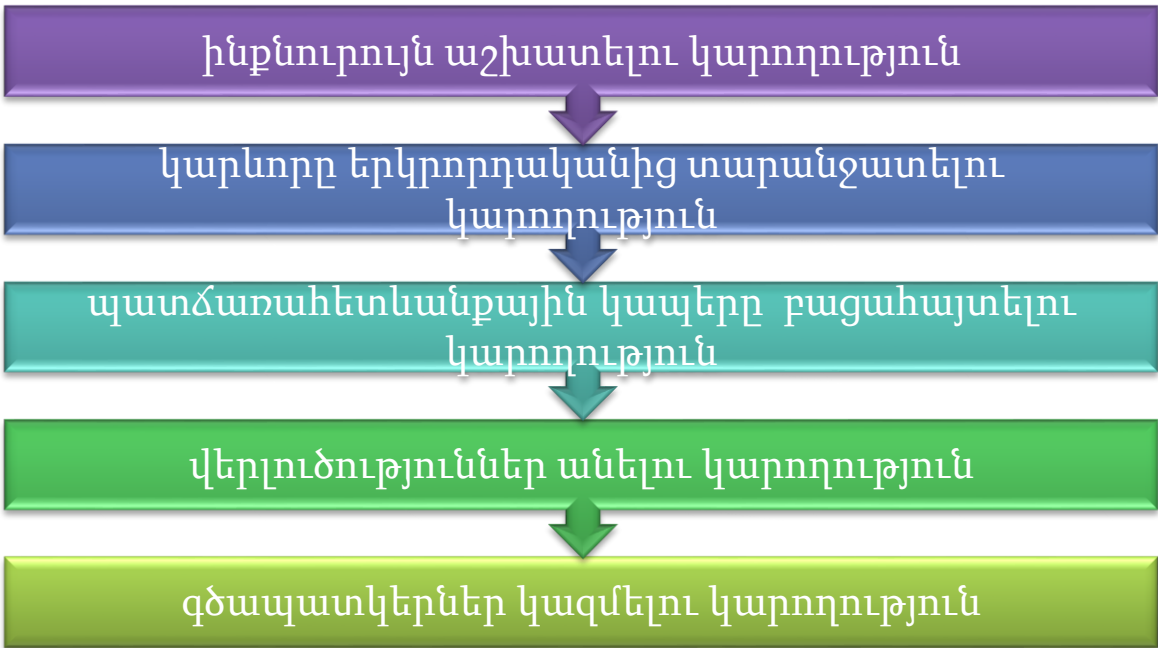 ինքնուրույն աշխատելու կարողություն
կարևորը երկրորդականից տարանջատելու
կարողություն
պատճառահետևանքային կապերը բացահայտելու
կարողություն
վերլուծություններ անելու կարողություն
գծապատկերներ կազմելու կարողություն